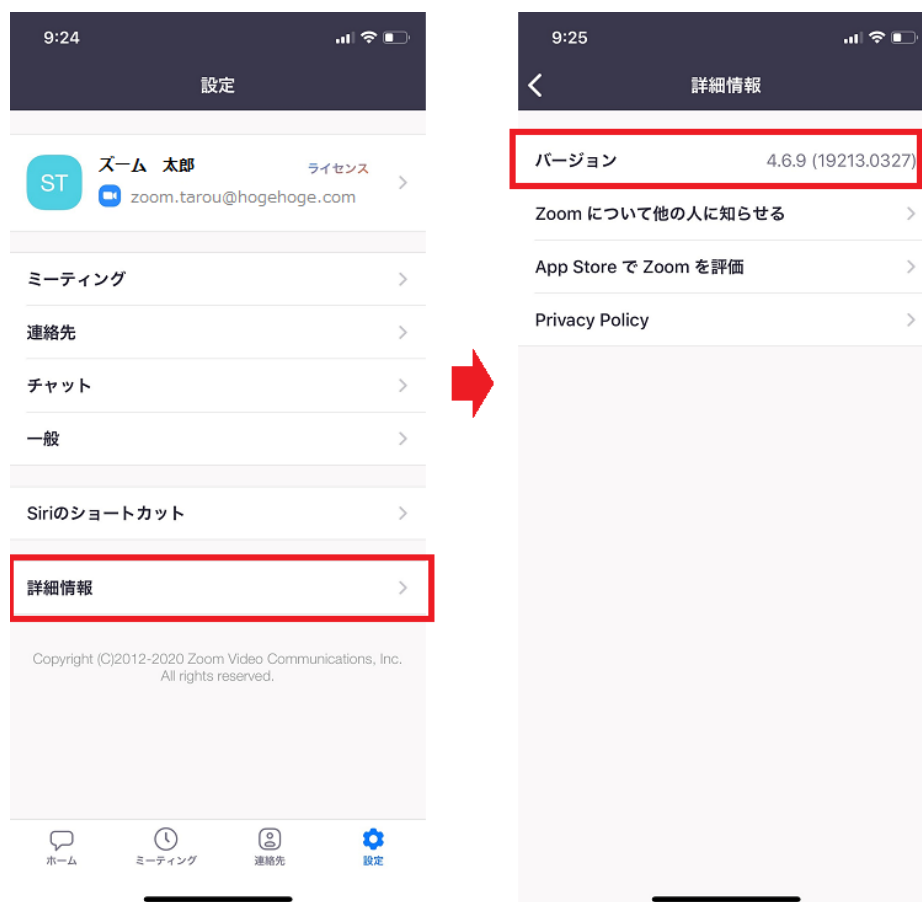 9:24
設定
ST
ズーム 太郎
ライセンス
zoom.tarou@hogehoge.com
ミーティング
連絡先
チャット
一般
Siriのショートカット
詳細情報
Copyright (C)2012-2020 Zoom Video Communications, Inc.
All rights reserved.
ホーム
ミーティング
連絡先
設定
9:25
詳細情報
バージョン 4.6.9 (19213.0327)
Zoom について他の人に知らせる
App Store で Zoom を評価
Privacy Policy